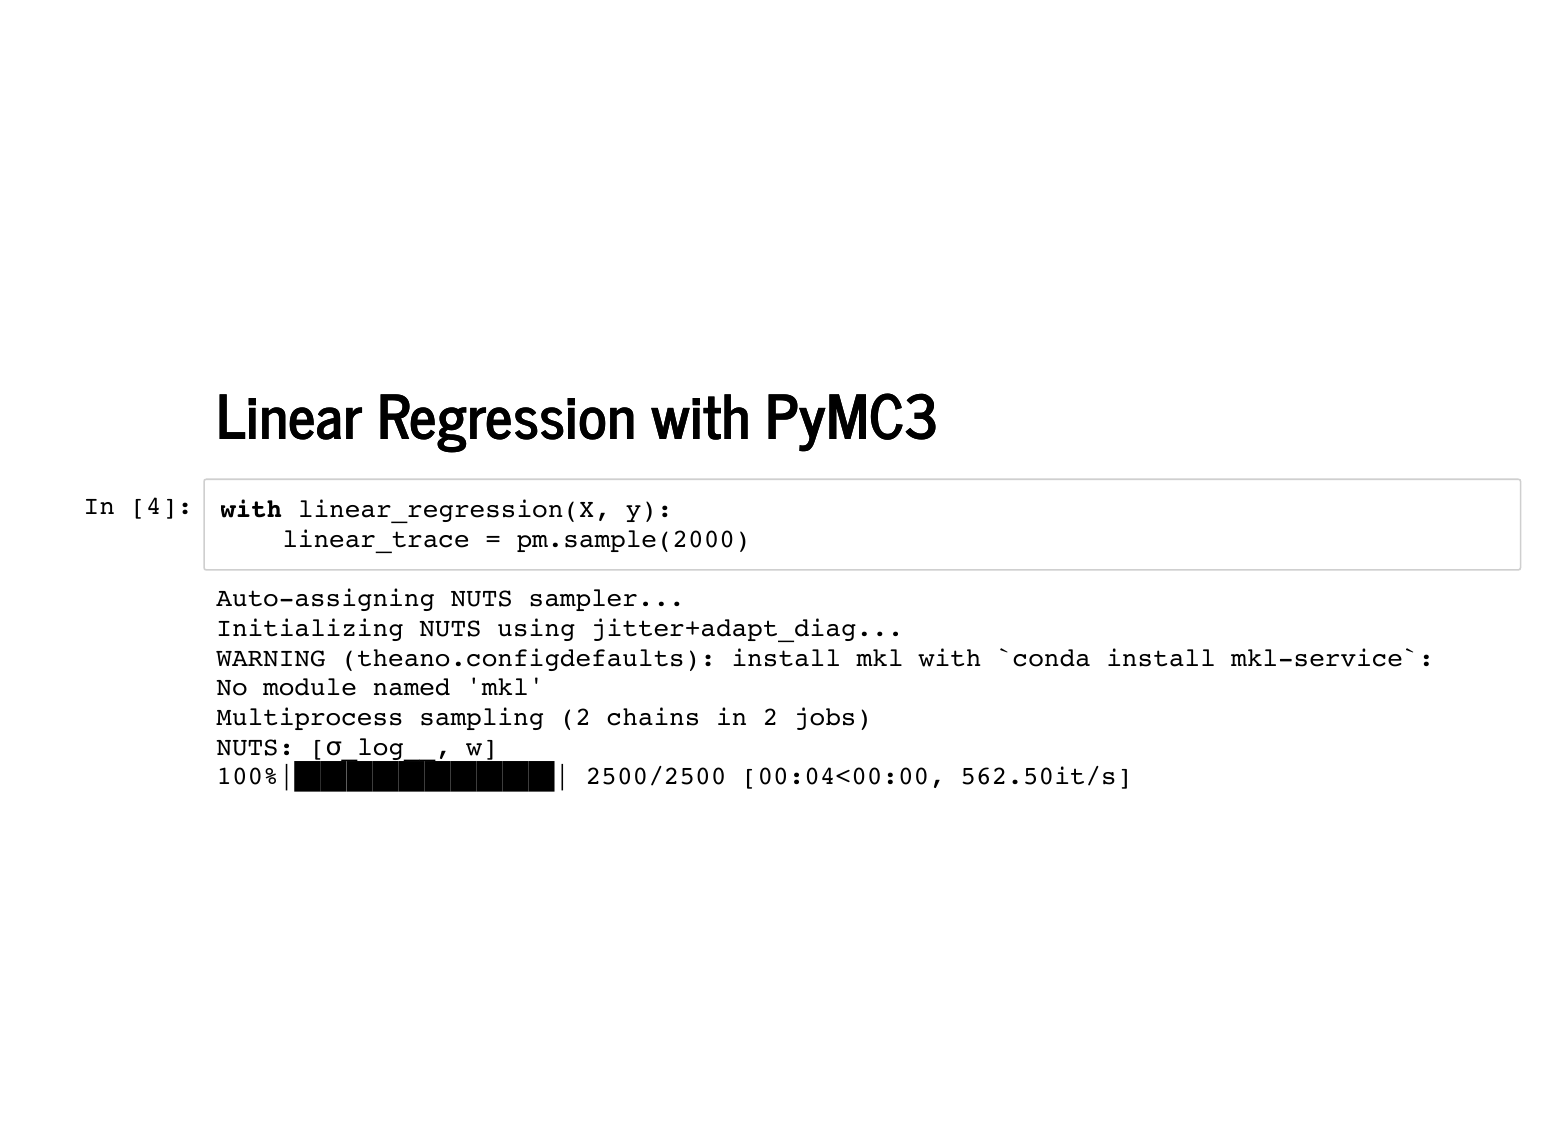 Linear Regression with PyMC3
In [4]: with linear_regression(X, y):
    linear_trace = pm.sample(2000)
Auto-assigning NUTS sampler...
Initializing NUTS using jitter+adapt_diag...
WARNING (theano.configdefaults): install mkl with `conda install mkl-service`:
No module named 'mkl'
Multiprocess sampling (2 chains in 2 jobs)
NUTS: [σ_log__, w]
100%|██████████| 2500/2500 [00:04<00:00, 562.50it/s]